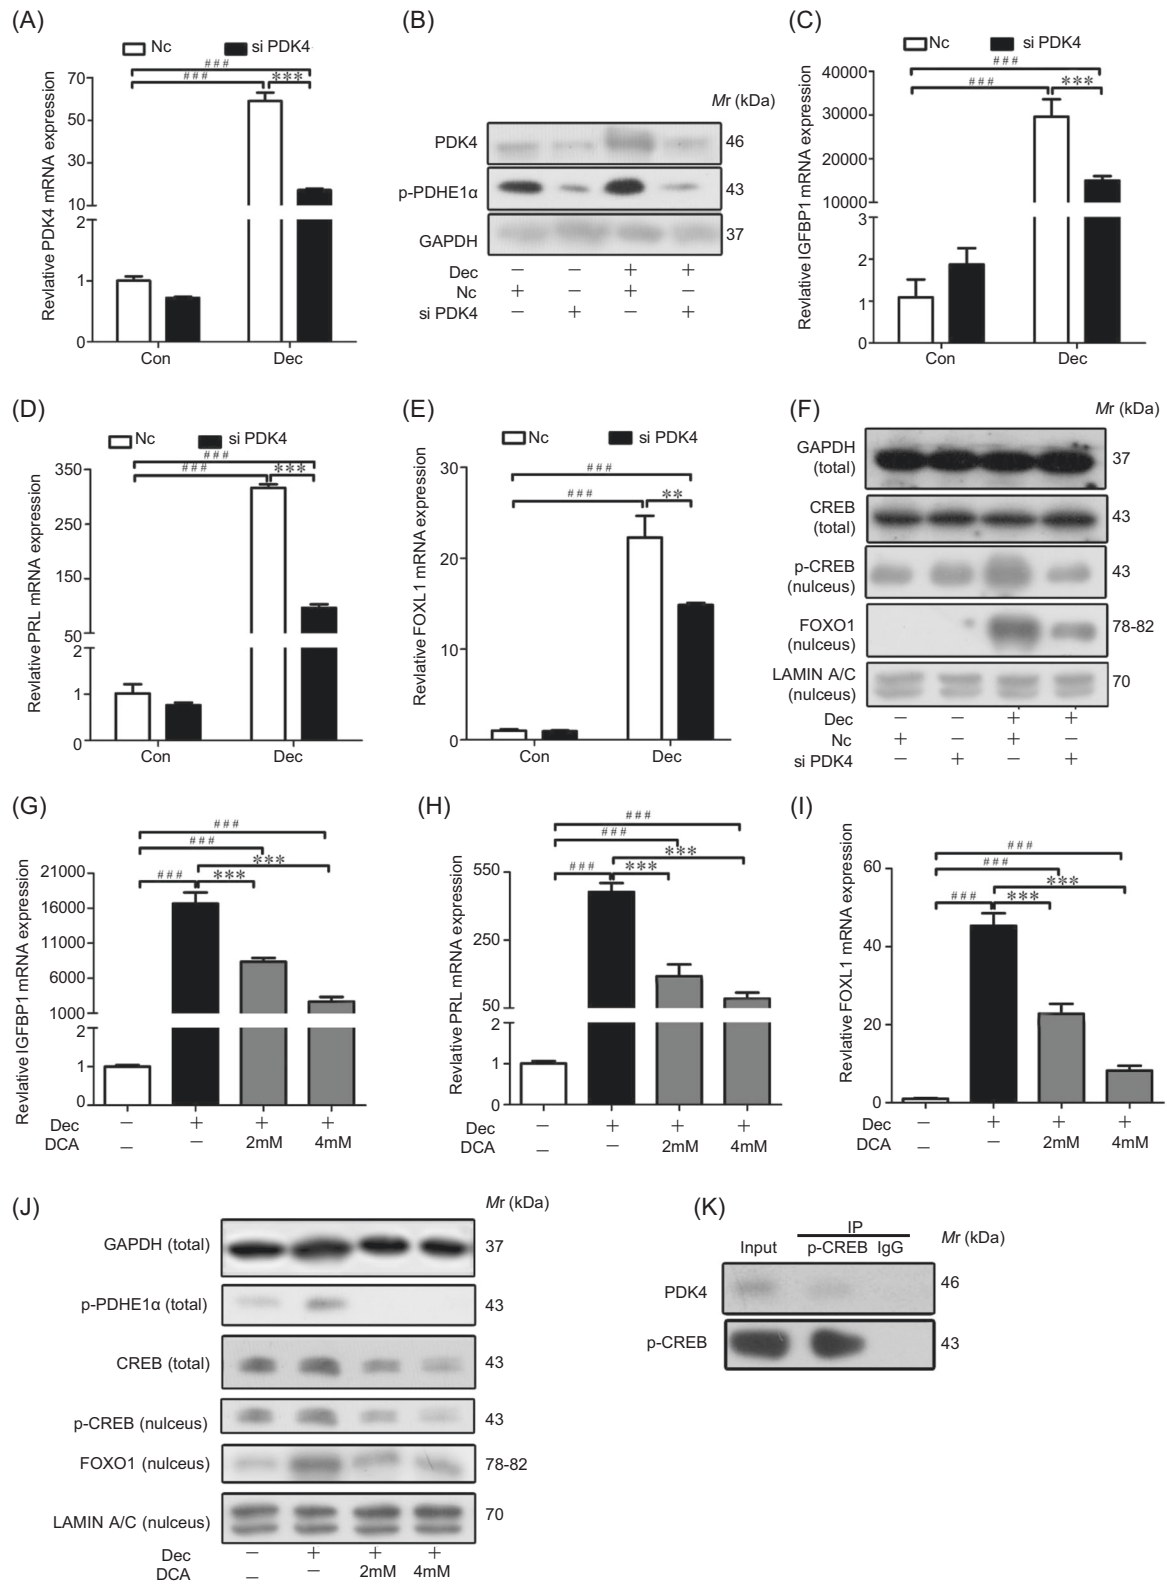 (A)
Nc si PDK4
###
### ***
Revlative PDK4 mRNA expression
70
50
30
10
2
1
0
Con Dec
(B)
Mr (kDa)
PDK4 46
p-PDHE1α 43
GAPDH 37
Dec − − + +
Nc + − + −
si PDK4 − + − +
(C)
Nc si PDK4
###
### ***
Revlative IGFBP1 mRNA expression
40000
30000
20000
10000
3
2
1
0
Con Dec
(D)
Nc si PDK4
###
### ***
Revlative PRL mRNA expression
350
250
150
50
2
1
0
Con Dec
(E)
Nc si PDK4
###
### **
Revlative FOXL1 mRNA expression
30
20
10
0
Con Dec
(F)
Mr (kDa)
GAPDH
(total) 37
CREB
(total) 43
p-CREB
(nulceus) 43
FOXO1
(nulceus) 78-82
LAMIN A/C
(nulceus) 70
Dec − − + +
Nc + − + −
si PDK4 − + − +
(G)
###
###
***
### ***
Revlative IGFBP1 mRNA expression
21000
16000
11000
6000
1000
2
1
0
Dec − + + +
DCA − − 2mM 4mM
(H)
###
###
***
### ***
Revlative PRL mRNA expression
550
250
50
2
1
0
Dec − + + +
DCA − − 2mM 4mM
(I)
###
###
***
### ***
Revlative FOXL1 mRNA expression
60
40
20
0
Dec − + + +
DCA − − 2mM 4mM
(J)
Mr (kDa)
GAPDH (total) 37
p-PDHE1α (total) 43
CREB (total) 43
p-CREB (nulceus) 43
FOXO1 (nulceus) 78-82
LAMIN A/C (nulceus) 70
Dec − + + +
DCA − − 2mM 4mM
(K)
IP
Input p-CREB IgG Mr (kDa)
PDK4 46
p-CREB 43